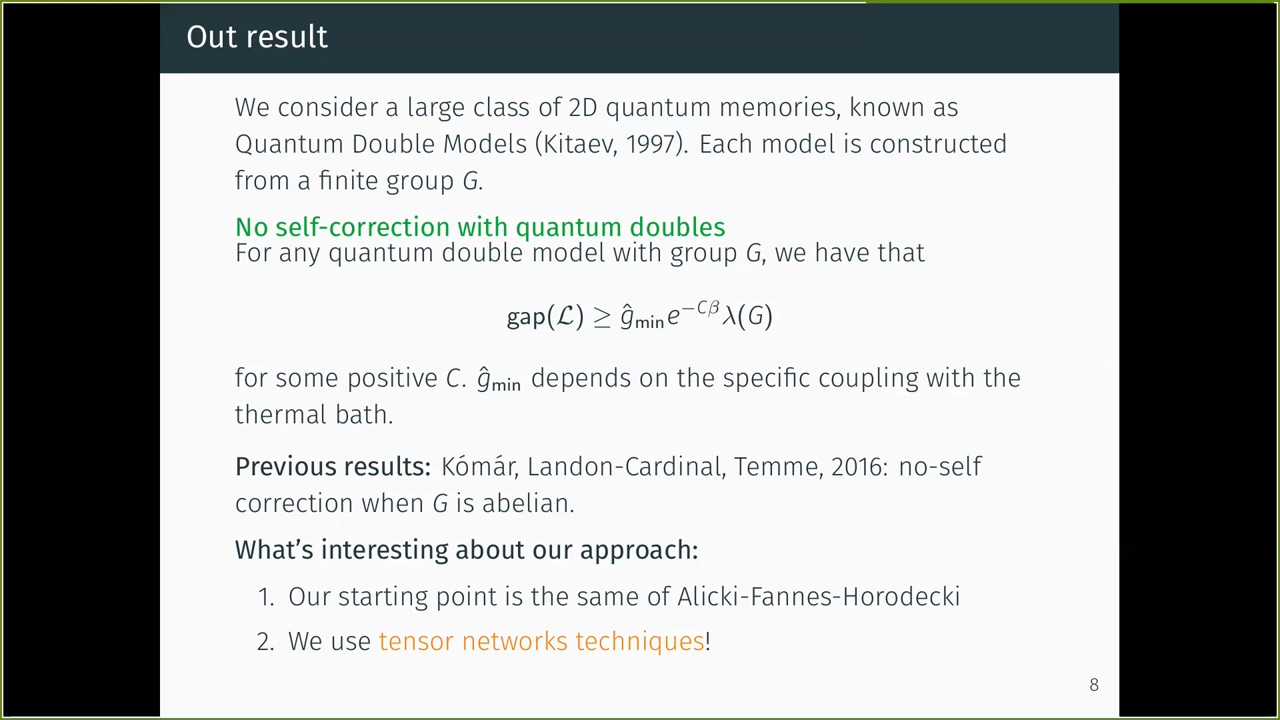 Out result
We consider a large class of 2D quantum memories, known as
Quantum Double Models (Kitaev, 1997). Each model is constructed
from a finite group G.
No self-correction with quantum doubles
For any quantum double model with group G, we have that
gap(ℒ) ≥ ĝ_min e^{−Cβ} λ(G)
for some positive C. ĝ_min depends on the specific coupling with the
thermal bath.
Previous results: Kómár, Landon-Cardinal, Temme, 2016: no-self
correction when G is abelian.
What's interesting about our approach:
1. Our starting point is the same of Alicki-Fannes-Horodecki
2. We use tensor networks techniques!
8